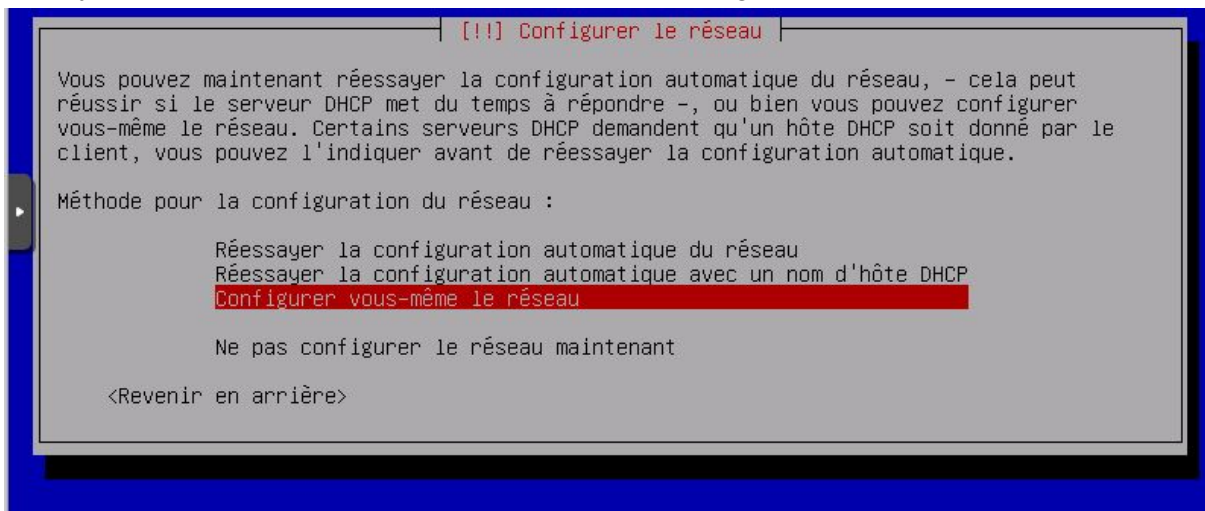 [!!] Configurer le réseau
Vous pouvez maintenant réessayer la configuration automatique du réseau, – cela peut
réussir si le serveur DHCP met du temps à répondre –, ou bien vous pouvez configurer
vous-même le réseau. Certains serveurs DHCP demandent qu'un hôte DHCP soit donné par le
client, vous pouvez l'indiquer avant de réessayer la configuration automatique.
Méthode pour la configuration du réseau :
Réessayer la configuration automatique du réseau
Réessayer la configuration automatique avec un nom d'hôte DHCP
Configurer vous-même le réseau
Ne pas configurer le réseau maintenant
<Revenir en arrière>